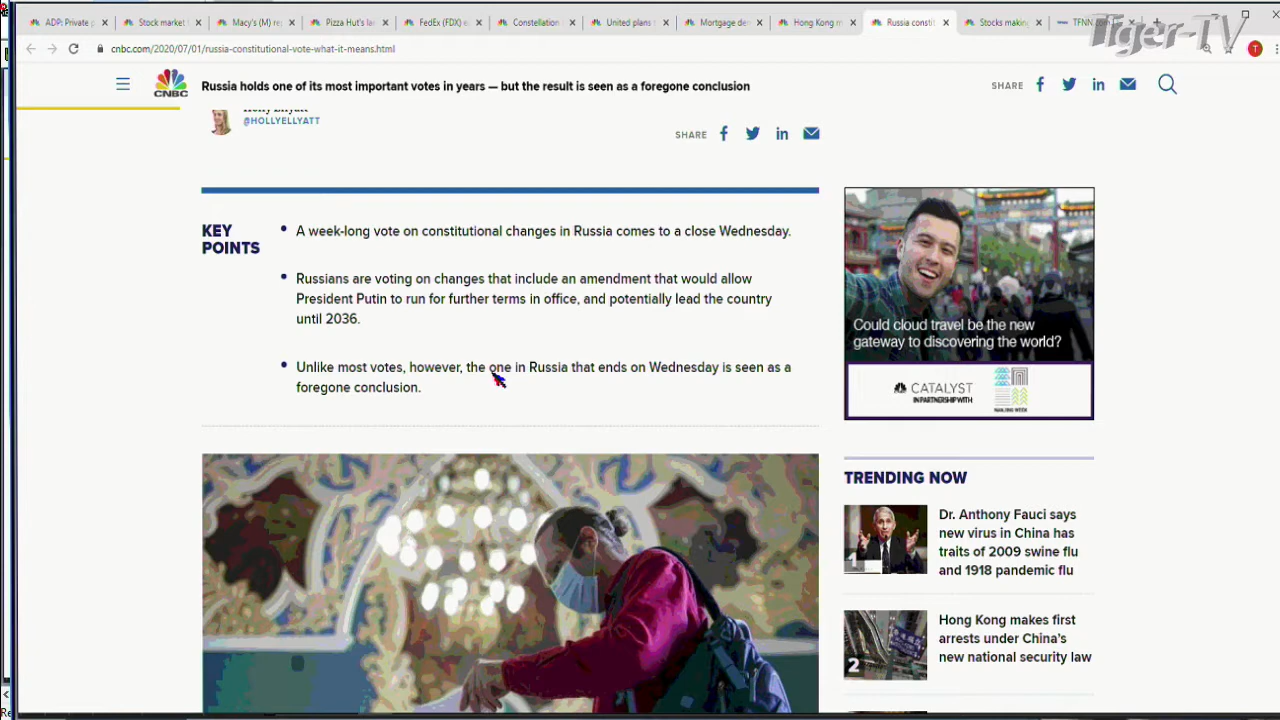 ADP: Private p
Stock market
Macy's (M) re
Pizza Hut's la
FedEx (FDX) e
Constellation
United plans t
Mortgage de
Hong Kong m
Russia constit
Stocks makin
Tiger-TV
cnbc.com/2020/07/01/russia-constitutional-vote-what-it-means.html
T
CNBC
Russia holds one of its most important votes in years — but the result is seen as a foregone conclusion
SHARE
@HOLLYELLYATT
SHARE
KEY
POINTS
A week-long vote on constitutional changes in Russia comes to a close Wednesday.
Russians are voting on changes that include an amendment that would allow
President Putin to run for further terms in office, and potentially lead the country
until 2036.
Unlike most votes, however, the one in Russia that ends on Wednesday is seen as a
foregone conclusion.
Could cloud travel be the new
gateway to discovering the world?
CATALYST
IN PARTNERSHIP WITH
NANJING WEEK
TRENDING NOW
1
Dr. Anthony Fauci says
new virus in China has
traits of 2009 swine flu
and 1918 pandemic flu
2
Hong Kong makes first
arrests under China's
new national security law
Re